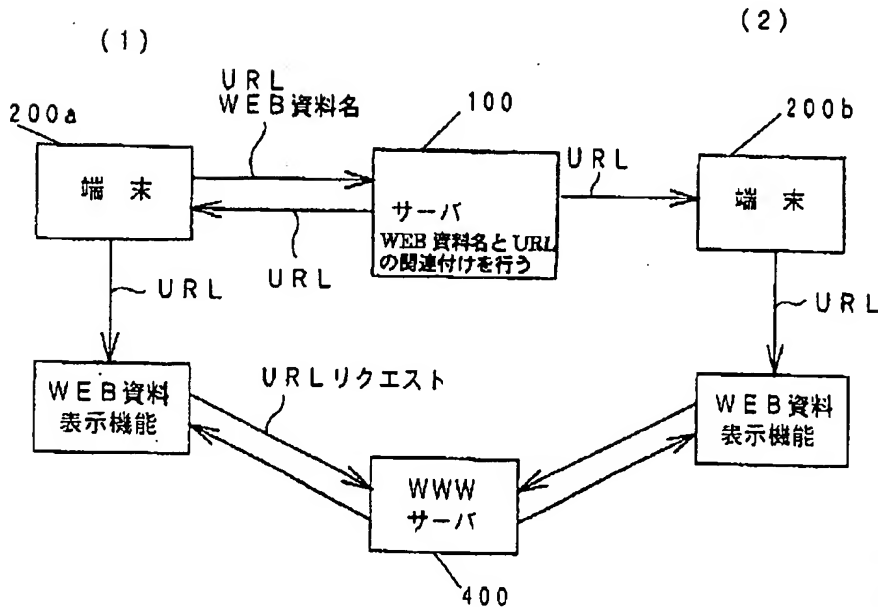 (1)
(2)
200a
URL
WEB資料名
100
200b
端 末
URL
端 末
サーバ
WEB資料名とURL
の関連付けを行う
URL
URL
URL
WEB資料
表示機能
URLリクエスト
WEB資料
表示機能
WWW
サーバ
400